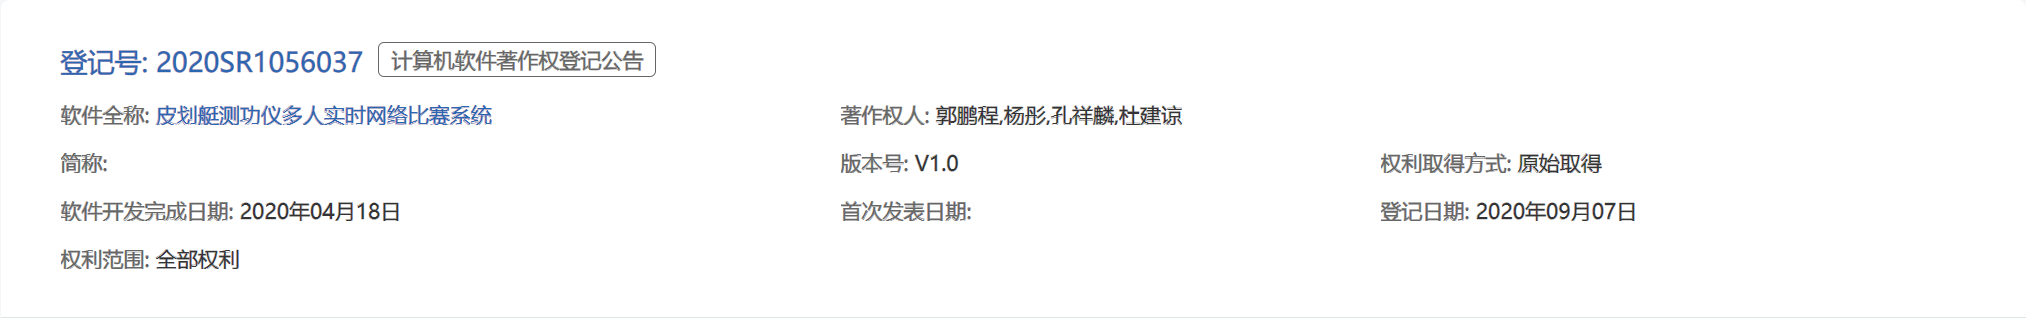 登记号: 2020SR1056037 计算机软件著作权登记公告
软件全称: 皮划艇测功仪多人实时网络比赛系统 著作权人: 郭鹏程,杨彤,孔祥麟,杜建谅
简称: 版本号: V1.0 权利取得方式: 原始取得
软件开发完成日期: 2020年04月18日 首次发表日期: 登记日期: 2020年09月07日
权利范围: 全部权利